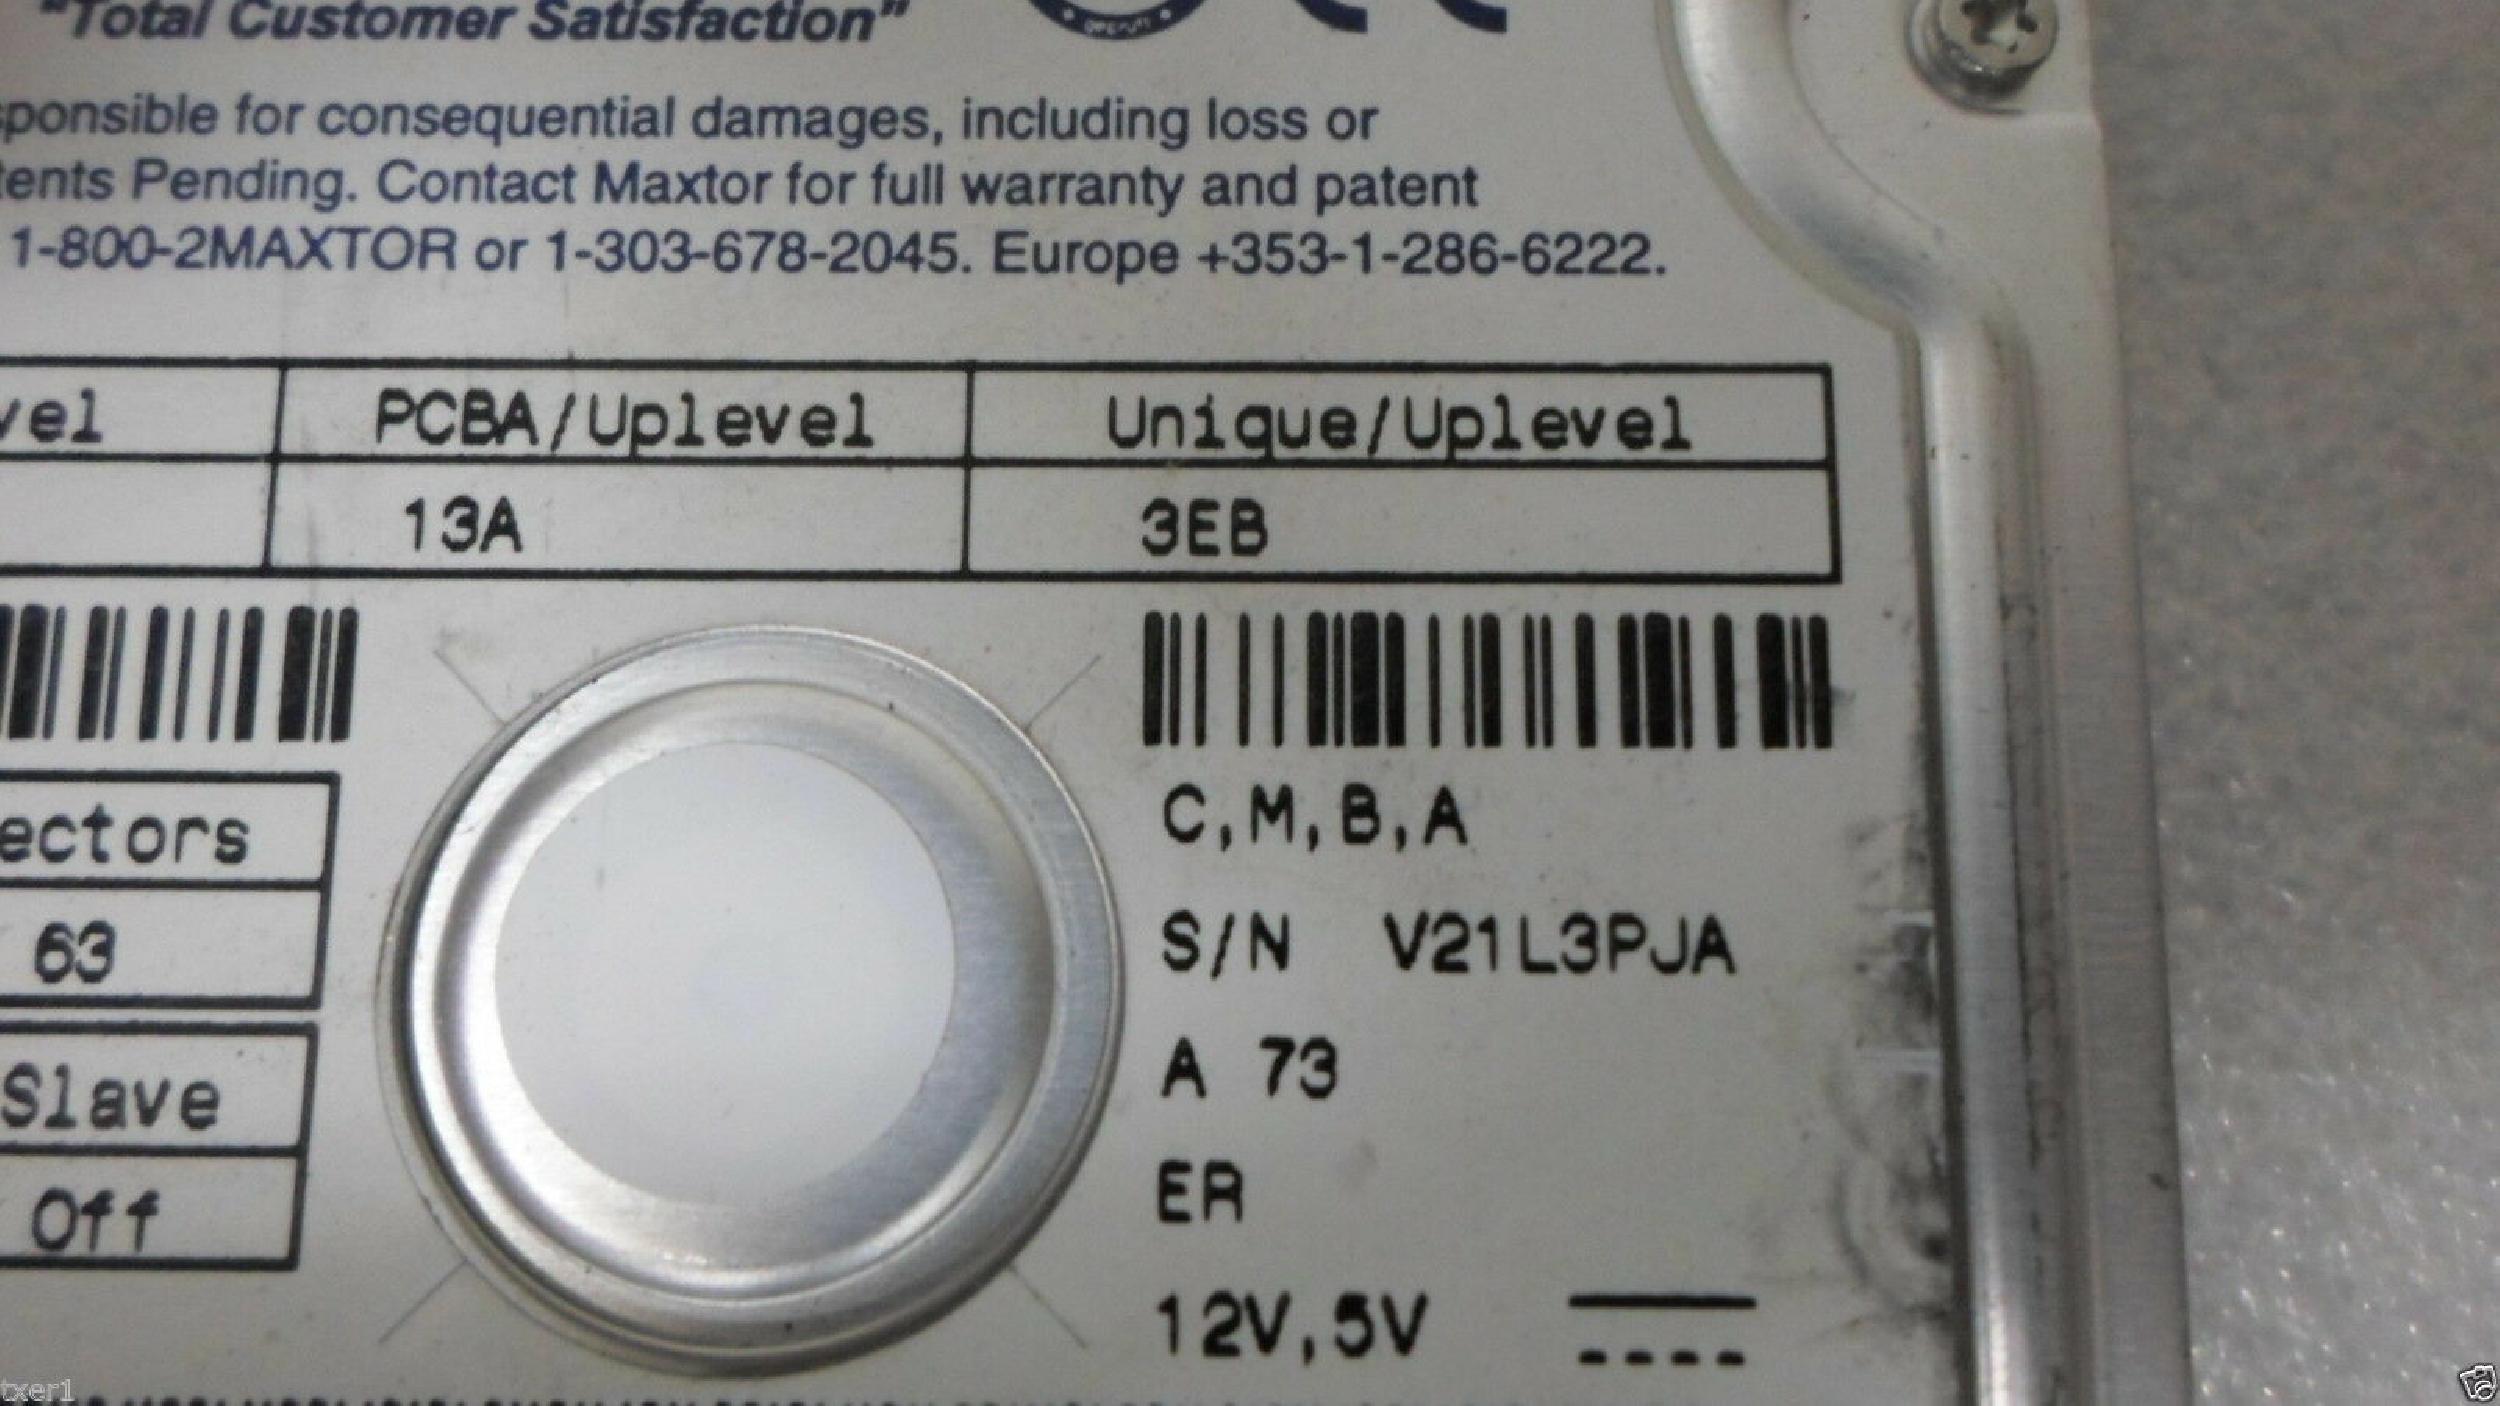 "Total Customer Satisfaction"
for consequential damages, including loss or
Pending. Contact Maxtor for full warranty and patent
1-800-2MAXTOR or 1-303-678-2045. Europe +353-1-286-6222.
vel PCBA/Uplevel Unique/Uplevel
13A 3EB
C,M,B,A
ectors
S/N V21L3PJA
63
A 73
Slave
ER
Off
12V,5V
txer1